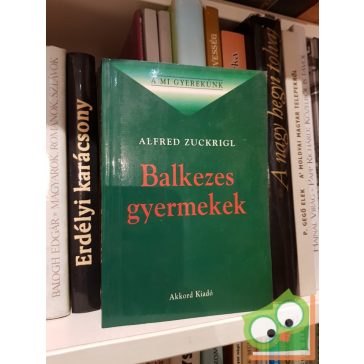 BALOGH EDGÁR • MAGYAROK, ROMÁNOK, SZLÁVOK
Erdélyi karácsony
A MI GYEREKÜNK
ALFRED ZUCKRIGL
Balkezes
gyermekek
Akkord Kiadó
A nagy hegyi tolvaj
P. GEGŐ ELEK
A' MOLDVAI MAGYAR TELEPEKRŐL